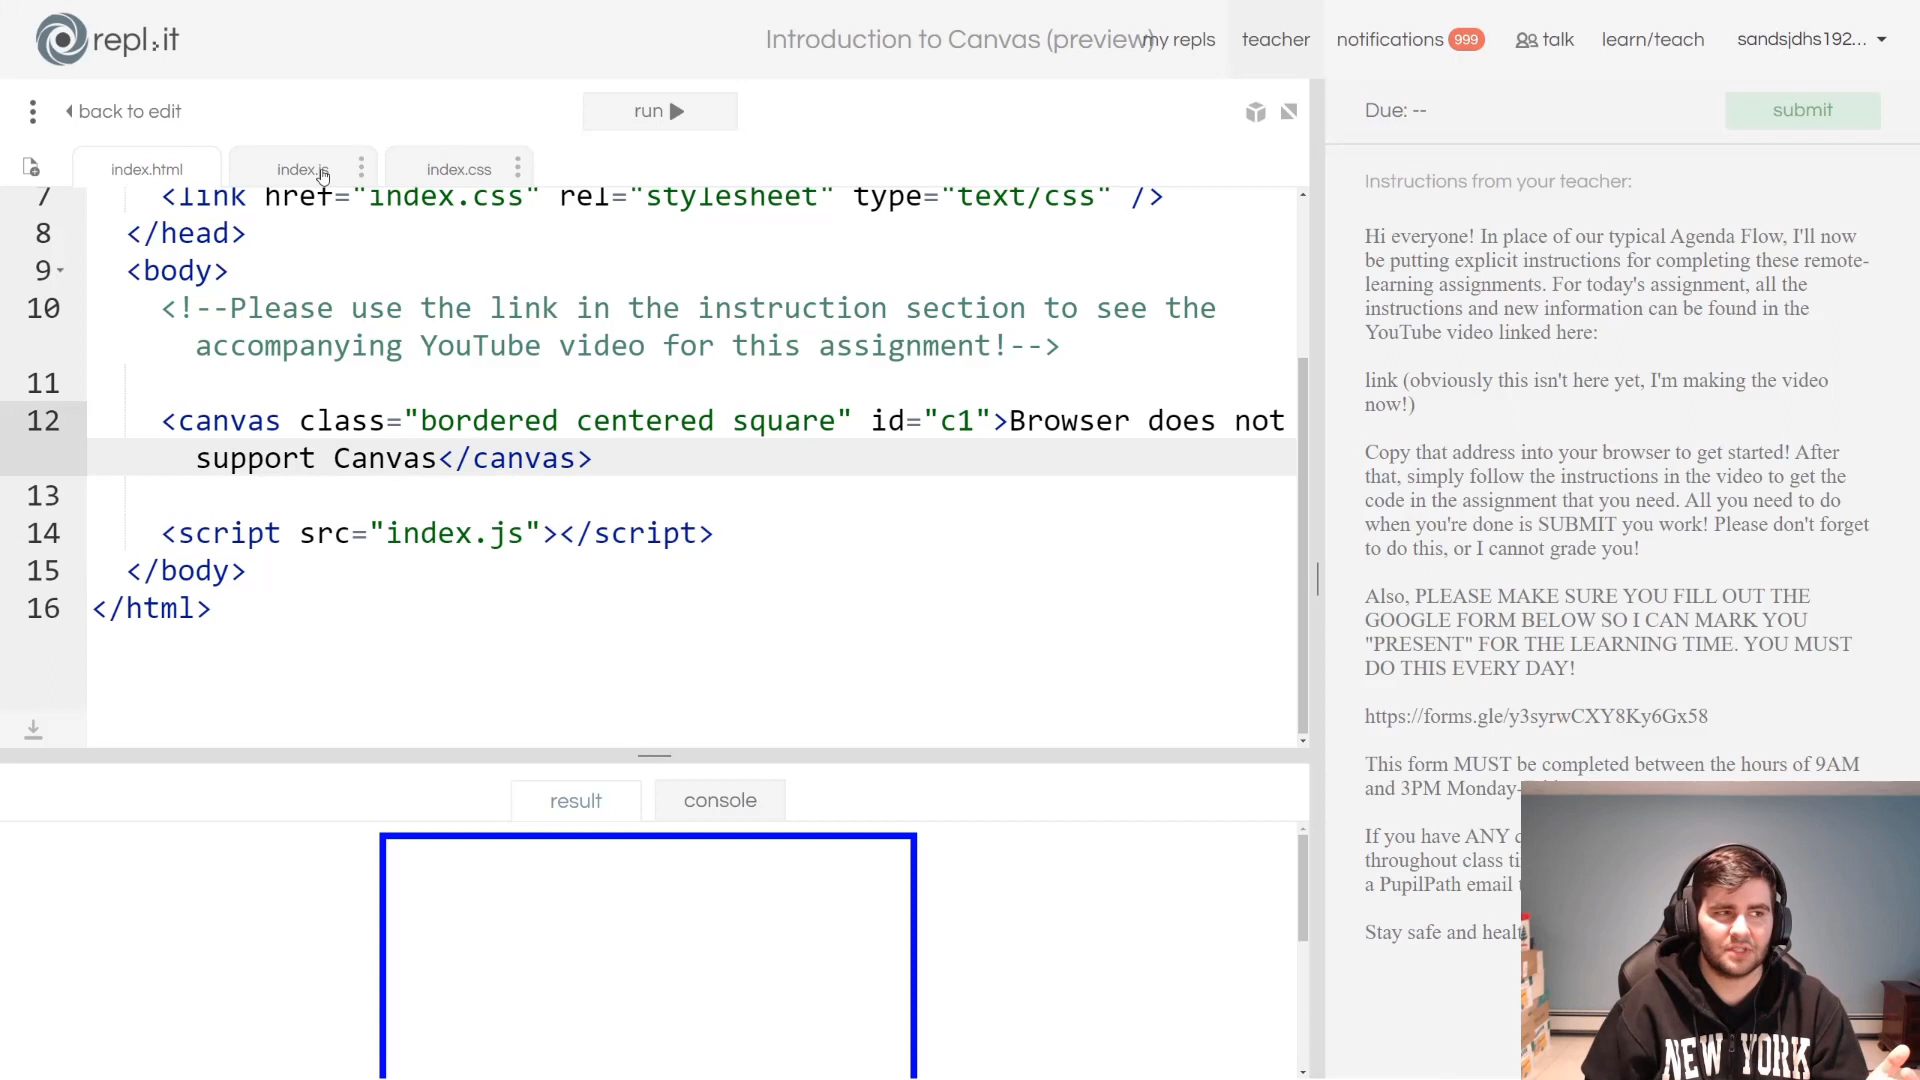 repl.it
Introduction to Canvas (preview)
my repls
teacher
notifications 999
talk
learn/teach
sandsjdhs192...
back to edit
run
Due: --
submit
index.html
index.js
index.css
7 <link href="index.css" rel="stylesheet" type="text/css" />
8 </head>
9 <body>
10 <!--Please use the link in the instruction section to see the
accompanying YouTube video for this assignment!-->
11
12 <canvas class="bordered centered square" id="c1">Browser does not
support Canvas</canvas>
13
14 <script src="index.js"></script>
15 </body>
16 </html>
result
console
Instructions from your teacher:
Hi everyone! In place of our typical Agenda Flow, I'll now
be putting explicit instructions for completing these remote-
learning assignments. For today's assignment, all the
instructions and new information can be found in the
YouTube video linked here:
link (obviously this isn't here yet, I'm making the video
now!)
Copy that address into your browser to get started! After
that, simply follow the instructions in the video to get the
code in the assignment that you need. All you need to do
when you're done is SUBMIT you work! Please don't forget
to do this, or I cannot grade you!
Also, PLEASE MAKE SURE YOU FILL OUT THE
GOOGLE FORM BELOW SO I CAN MARK YOU
"PRESENT" FOR THE LEARNING TIME. YOU MUST
DO THIS EVERY DAY!
https://forms.gle/y3syrwCXY8Ky6Gx58
This form MUST be completed between the hours of 9AM
and 3PM Monday-
If you have ANY
throughout class
a PupilPath email
Stay safe and
NEW YORK